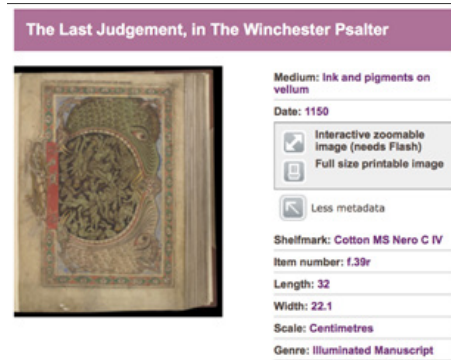 The Last Judgement, in The Winchester Psalter
Medium: Ink and pigments on
vellum
Date: 1150
Interactive zoomable
image (needs Flash)
Full size printable image
Less metadata
Shelfmark: Cotton MS Nero C IV
Item number: f.39r
Length: 32
Width: 22.1
Scale: Centimetres
Genre: Illuminated Manuscript